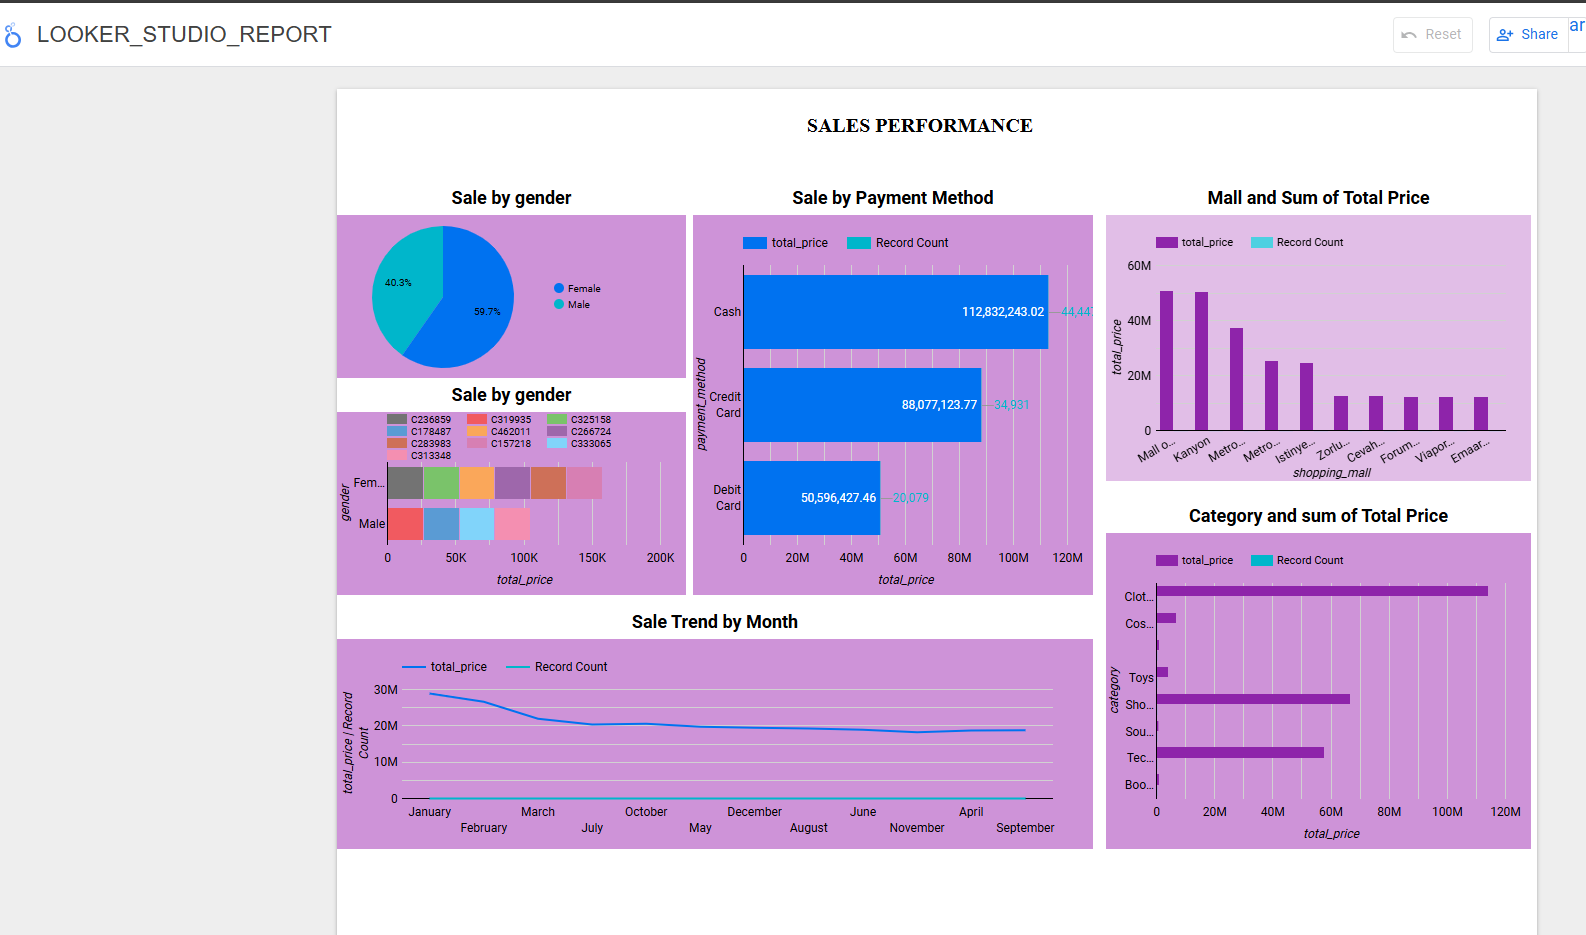 LOOKER_STUDIO_REPORT
Reset
Share
ar
SALES PERFORMANCE
Sale by gender
40.3%
59.7%
Female
Male
Sale by gender
C236859 C319935 C325158
C178487 C462011 C266724
C283983 C157218 C333065
C313348
gender
Fem...
Male
0 50K 100K 150K 200K
total_price
Sale by Payment Method
total_price Record Count
payment_method
Cash
112,832,243.02
44,447
Credit
Card
88,077,123.77
34,931
Debit
Card
50,596,427.46
20,079
0 20M 40M 60M 80M 100M 120M
total_price
Mall and Sum of Total Price
total_price Record Count
total_price
60M
40M
20M
0
Mall o... Kanyon Metro... Metro... Istinye... Zorlu... Cevah... Forum... Viapor... Emaar...
shopping_mall
Sale Trend by Month
total_price Record Count
total_price | Record
Count
30M
20M
10M
0
January March October December June April
February July May August November September
Category and sum of Total Price
total_price Record Count
category
Clot...
Cos...
Toys
Sho...
Sou...
Tec...
Boo...
0 20M 40M 60M 80M 100M 120M
total_price